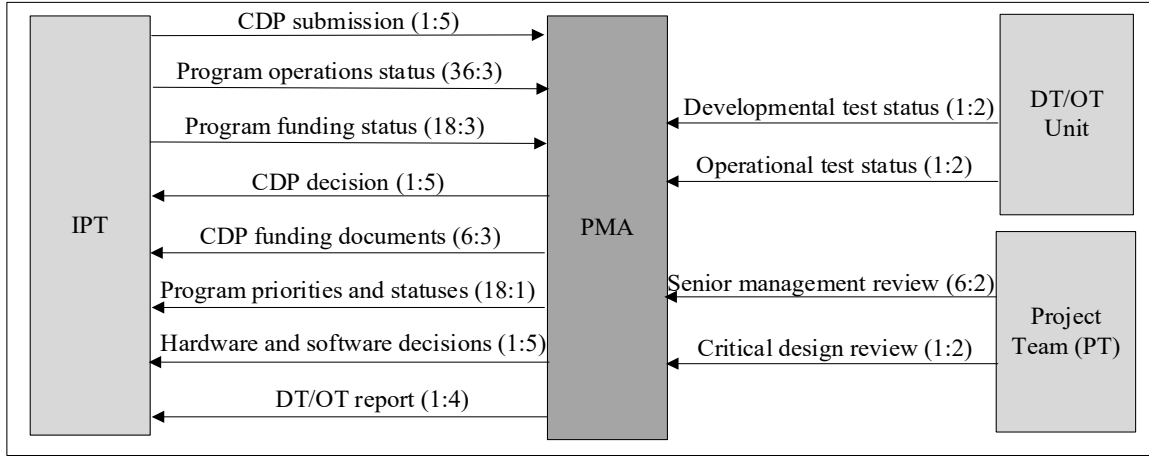 CDP submission (1:5)
Program operations status (36:3)
Program funding status (18:3)
CDP decision (1:5)
CDP funding documents (6:3)
Program priorities and statuses (18:1)
Hardware and software decisions (1:5)
DT/OT report (1:4)
IPT
PMA
Developmental test status (1:2)
Operational test status (1:2)
Senior management review (6:2)
Critical design review (1:2)
DT/OT
Unit
Project
Team (PT)